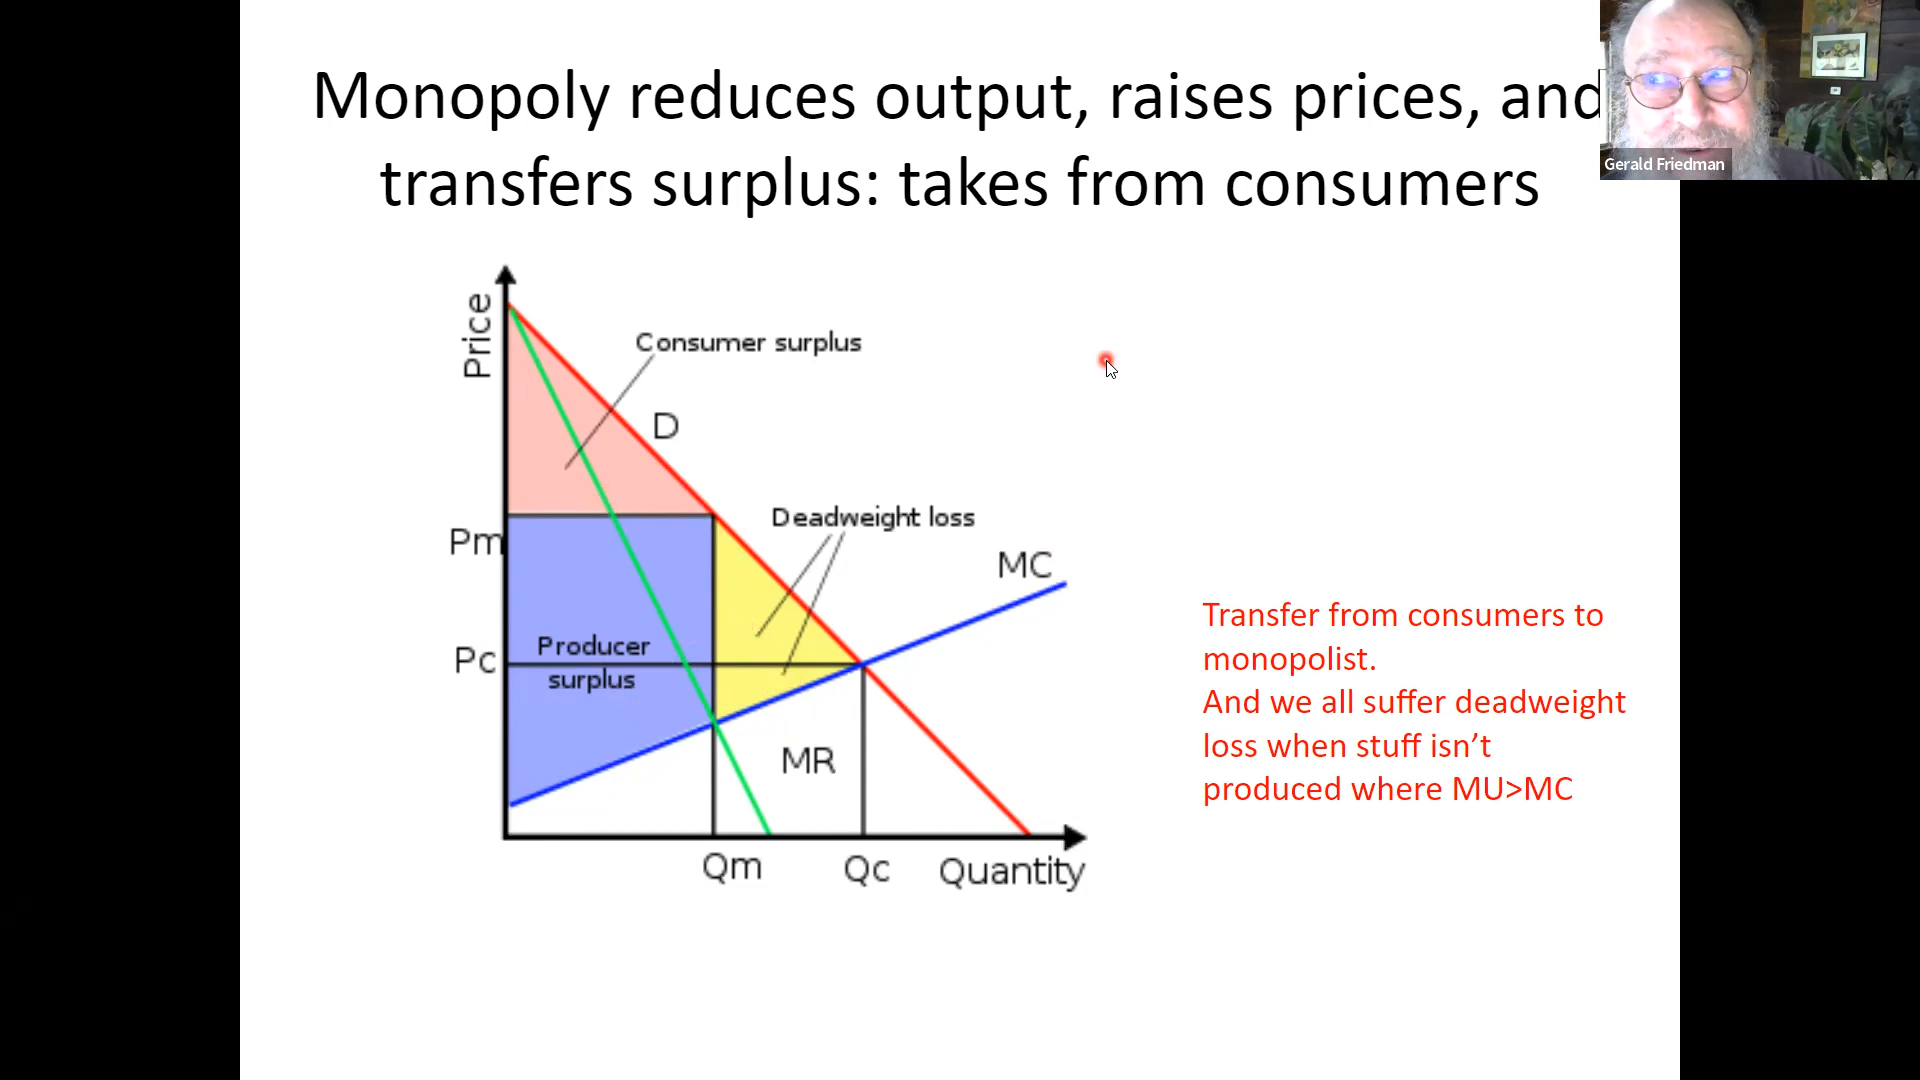 Monopoly reduces output, raises prices, and
transfers surplus: takes from consumers
Gerald Friedman
Price
Consumer surplus
D
Deadweight loss
Pm
MC
Producer
surplus
Pc
MR
Qm
Qc
Quantity
Transfer from consumers to
monopolist.
And we all suffer deadweight
loss when stuff isn’t
produced where MU>MC